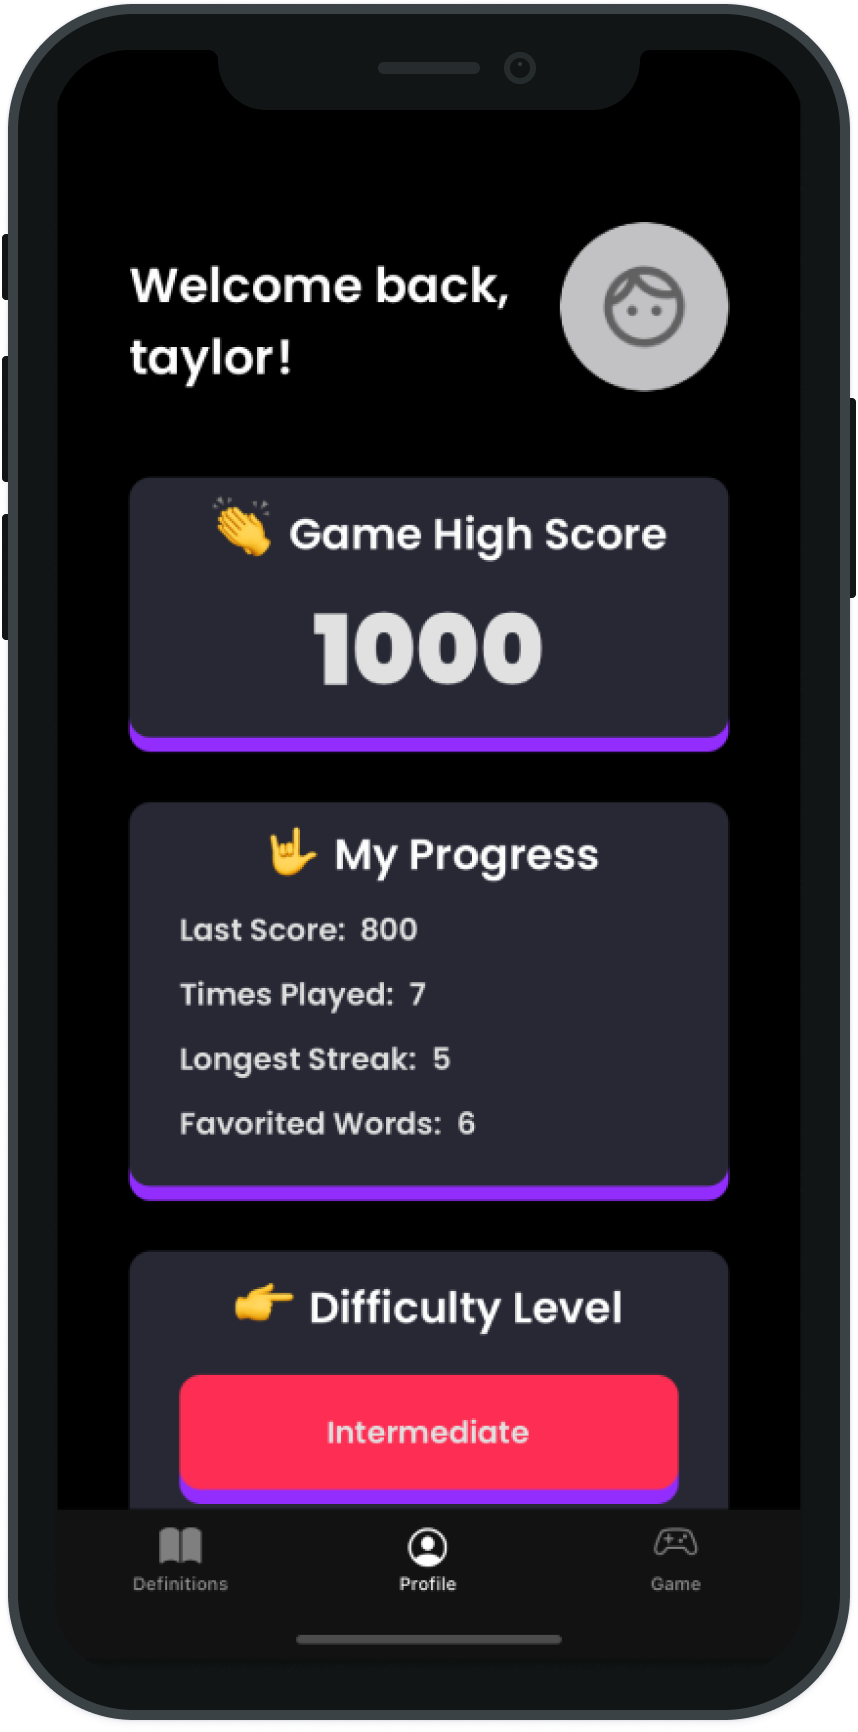 Welcome back,
taylor!
Game High Score
1000
My Progress
Last Score: 800
Times Played: 7
Longest Streak: 5
Favorited Words: 6
Difficulty Level
Intermediate
Definitions
Profile
Game